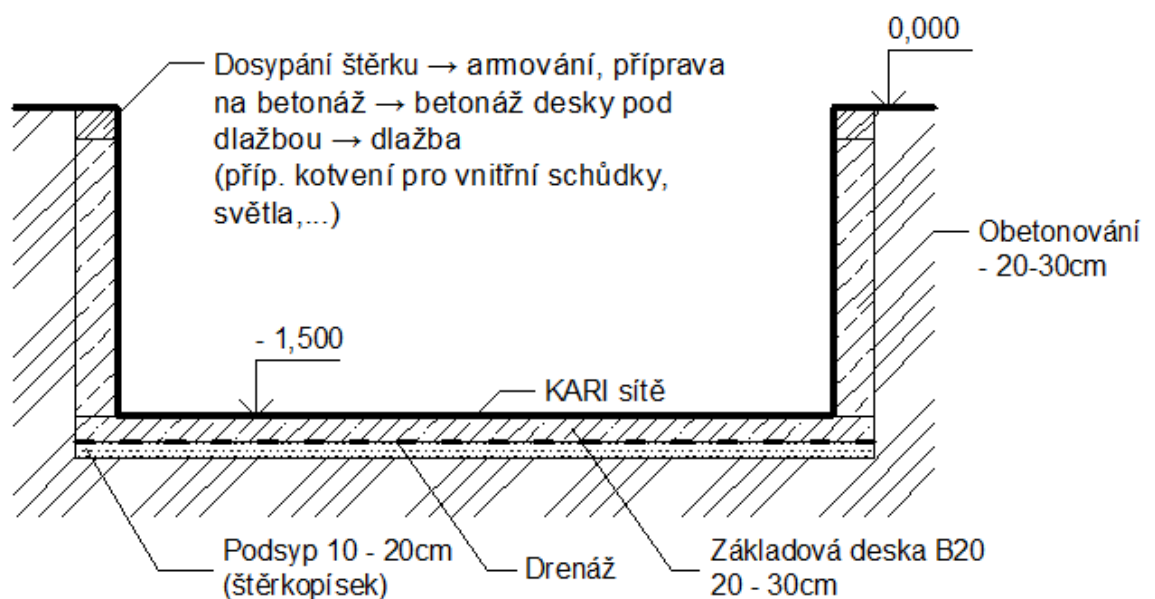 0,000
Dosypání štěrku → armování, příprava
na betonáž → betonáž desky pod
dlažbou → dlažba
(příp. kotvení pro vnitřní schůdky,
světla,...)
Obetonování
- 20-30cm
- 1,500
KARI sítě
Podsyp 10 - 20cm
(štěrkopísek)
Drenáž
Základová deska B20
20 - 30cm